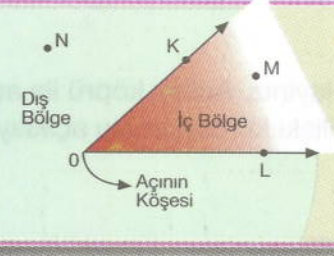 N
K
M
Dış
Bölge
İç Bölge
0
L
Açının
Köşesi